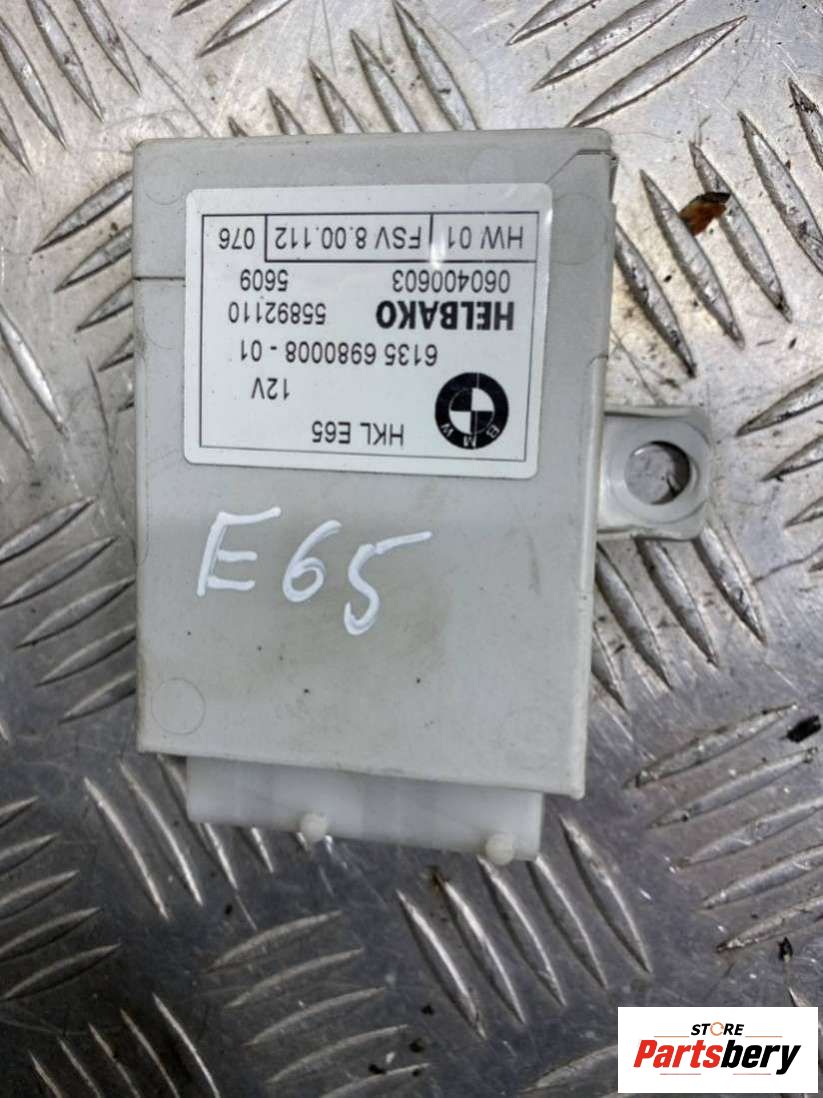 HKL E65
12V
BMW
6135 6980008 - 01
HELBAKO 55892110
060400603 5609
HW 01 FSV 8.00.112 076
E65
STORE
Partsbery